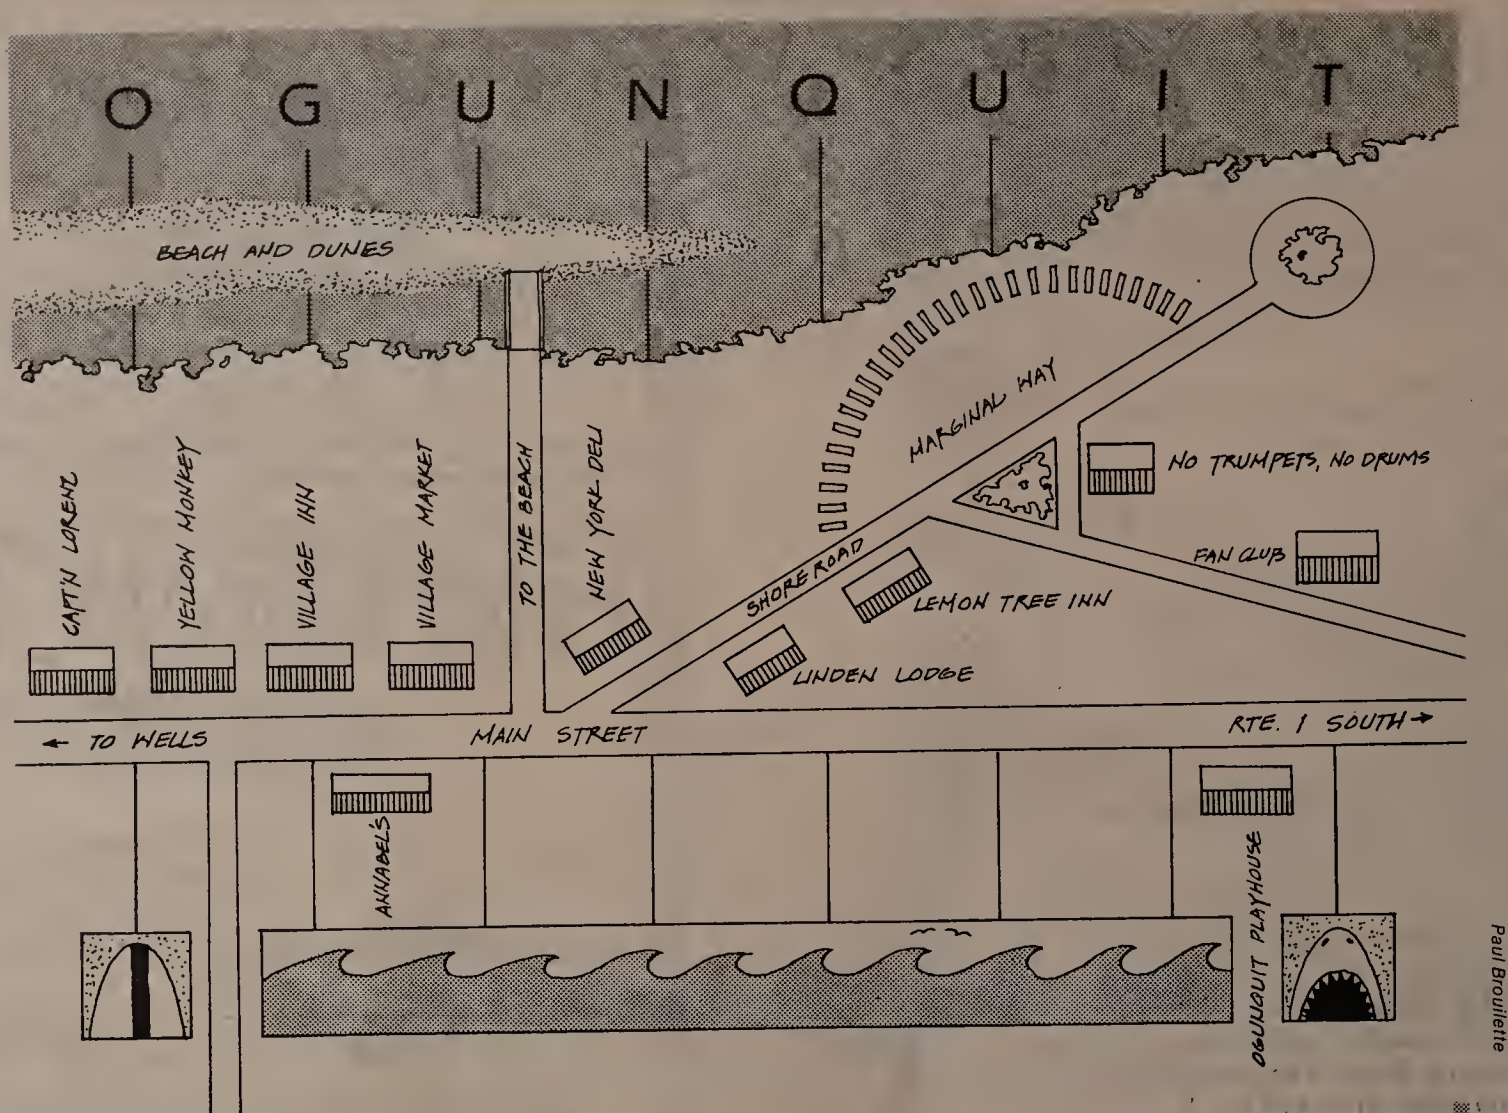 O G U N Q U I T
BEACH AND DUNES
MARGINAL WAY
CAPT'N LORENZ
YELLOW MONKEY
VILLAGE INN
VILLAGE MARKET
TO THE BEACH
NEW YORK DELI
NO TRUMPETS, NO DRUMS
FAN CLUB
SHORE ROAD
LEMON TREE INN
LINDEN LODGE
← TO WELLS
MAIN STREET
RTE. 1 SOUTH →
ANNABEL'S
OGUNQUIT PLAYHOUSE
Paul Brouilette